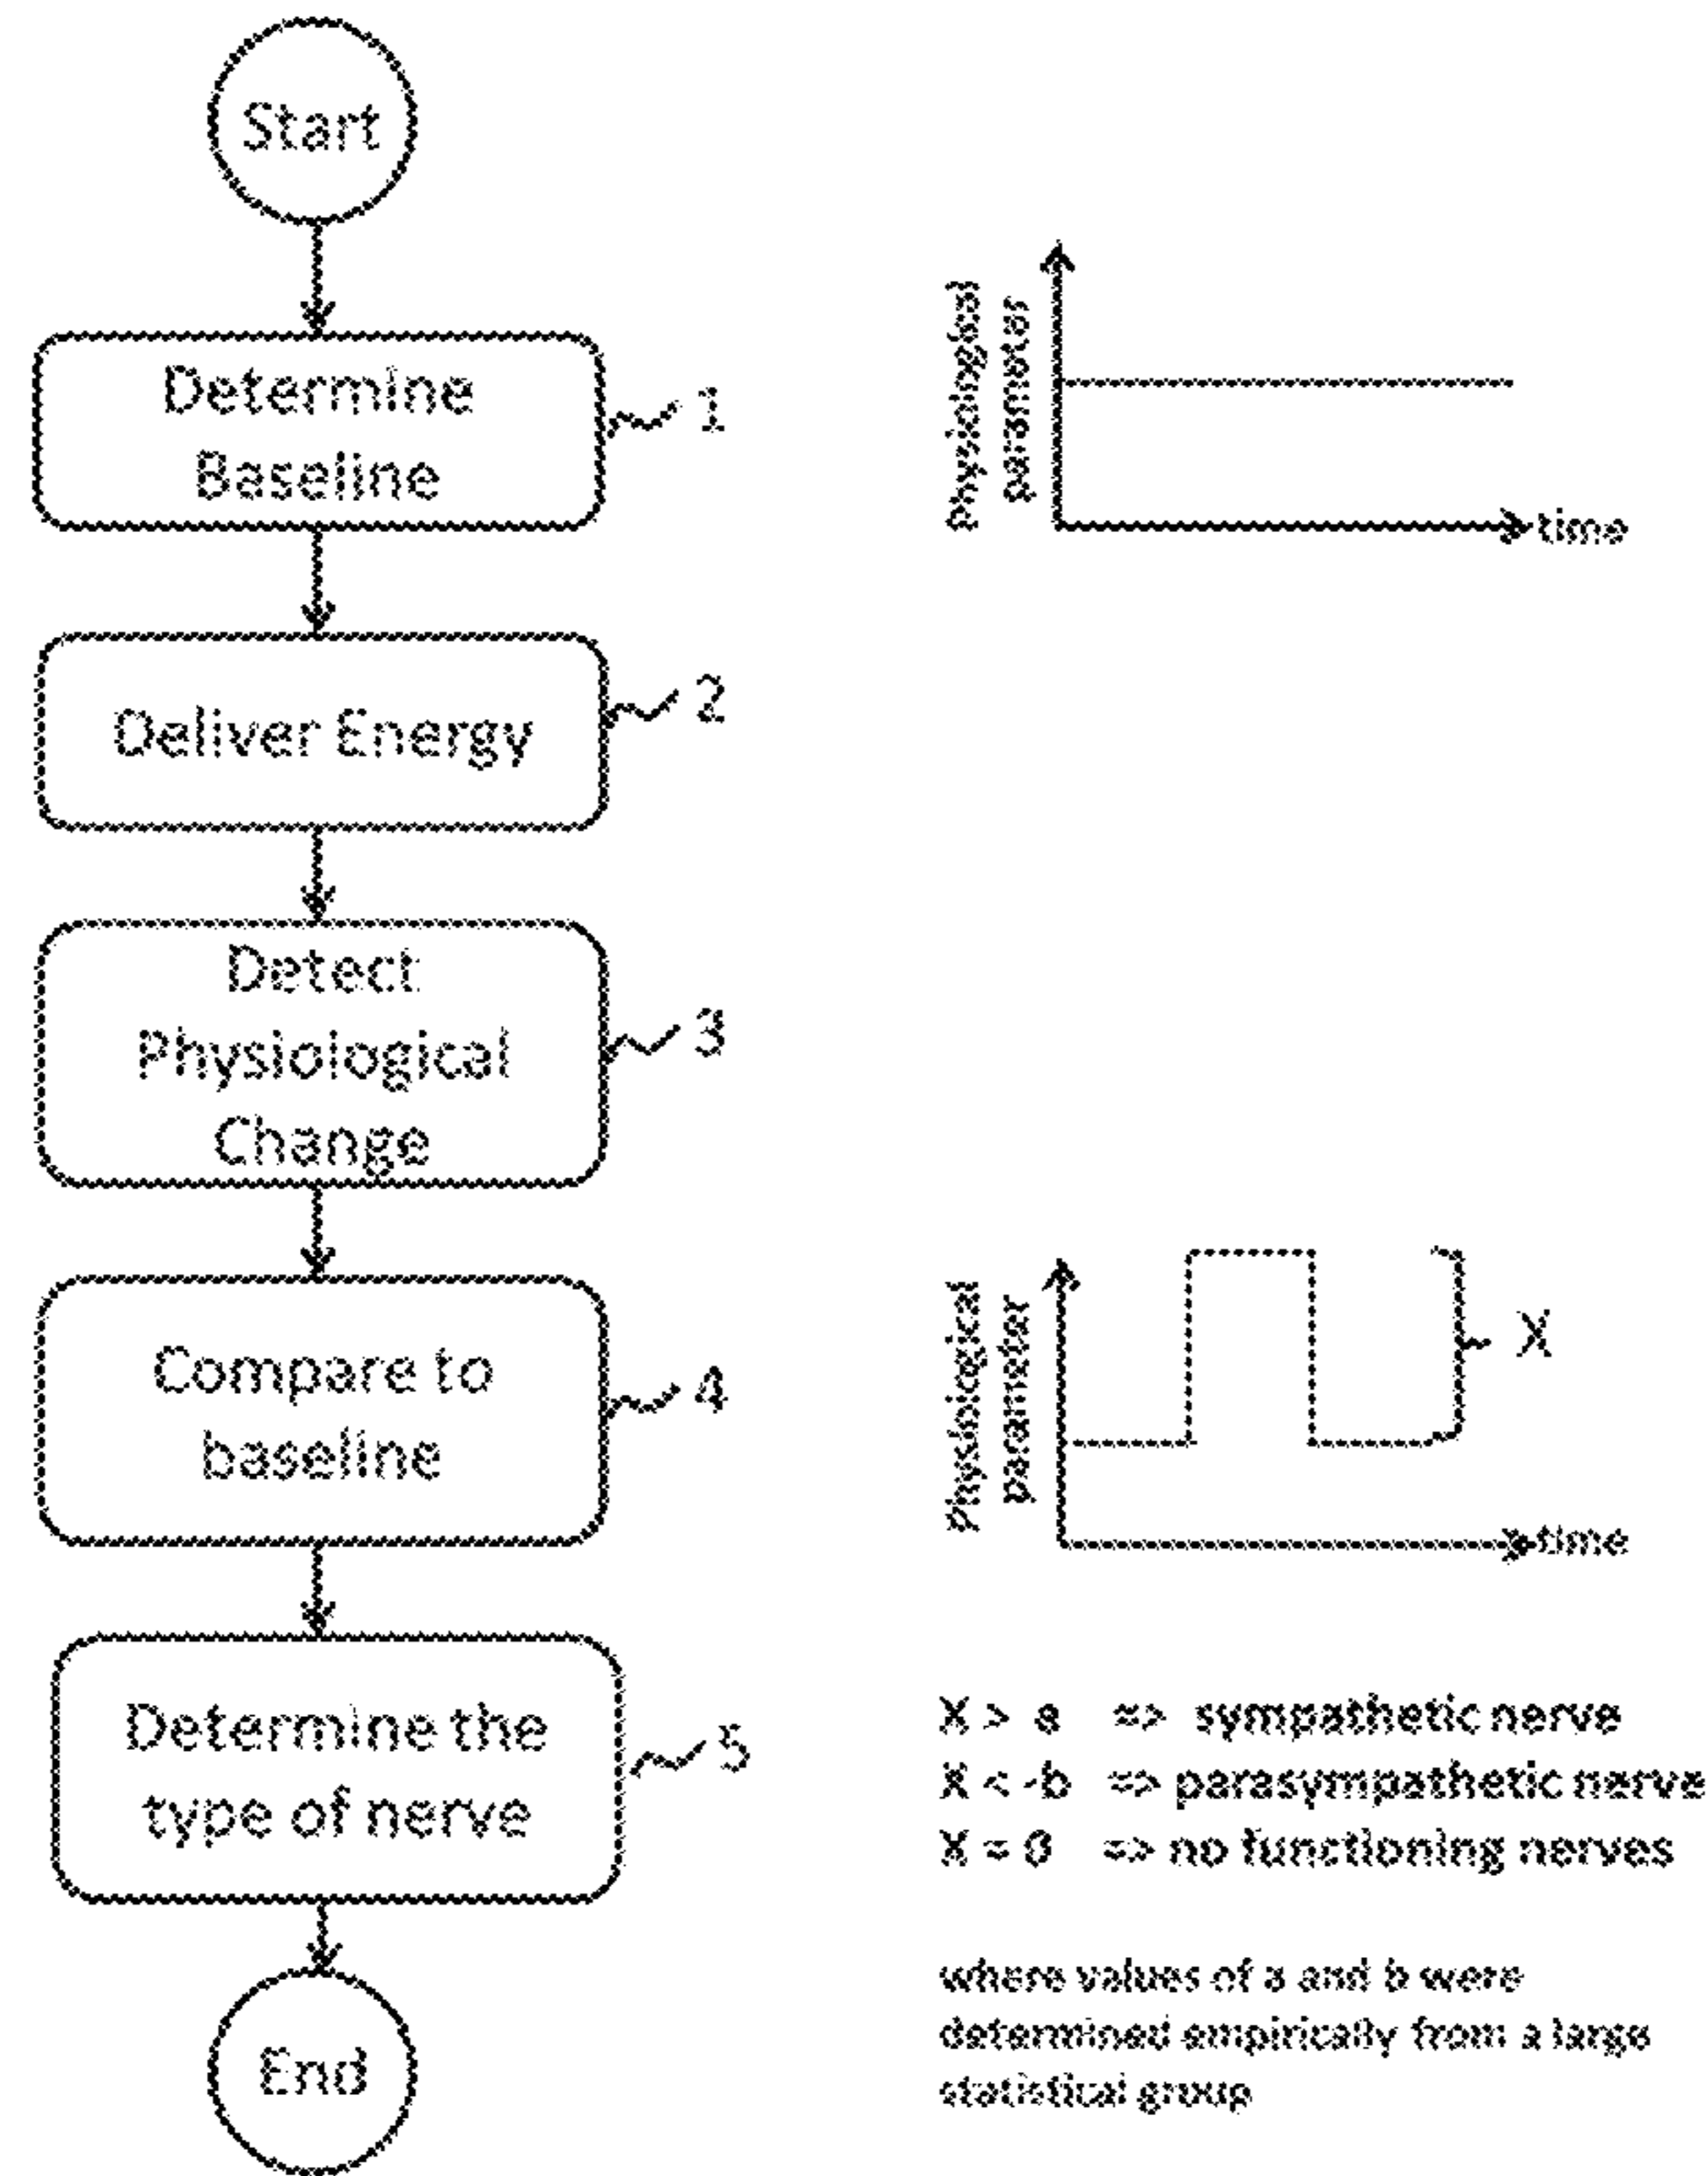 Start
Determine
Baseline
1
Physiological
parameter
time
Deliver Energy
2
Detect
Physiological
Change
3
Compare to
baseline
4
Physiological
parameter
X
time
Determine the
type of nerve
5
X > a => sympathetic nerve
X < -b => parasympathetic nerve
X = 0 => no functioning nerves
where values of a and b were
determined empirically from a large
statistical group
End